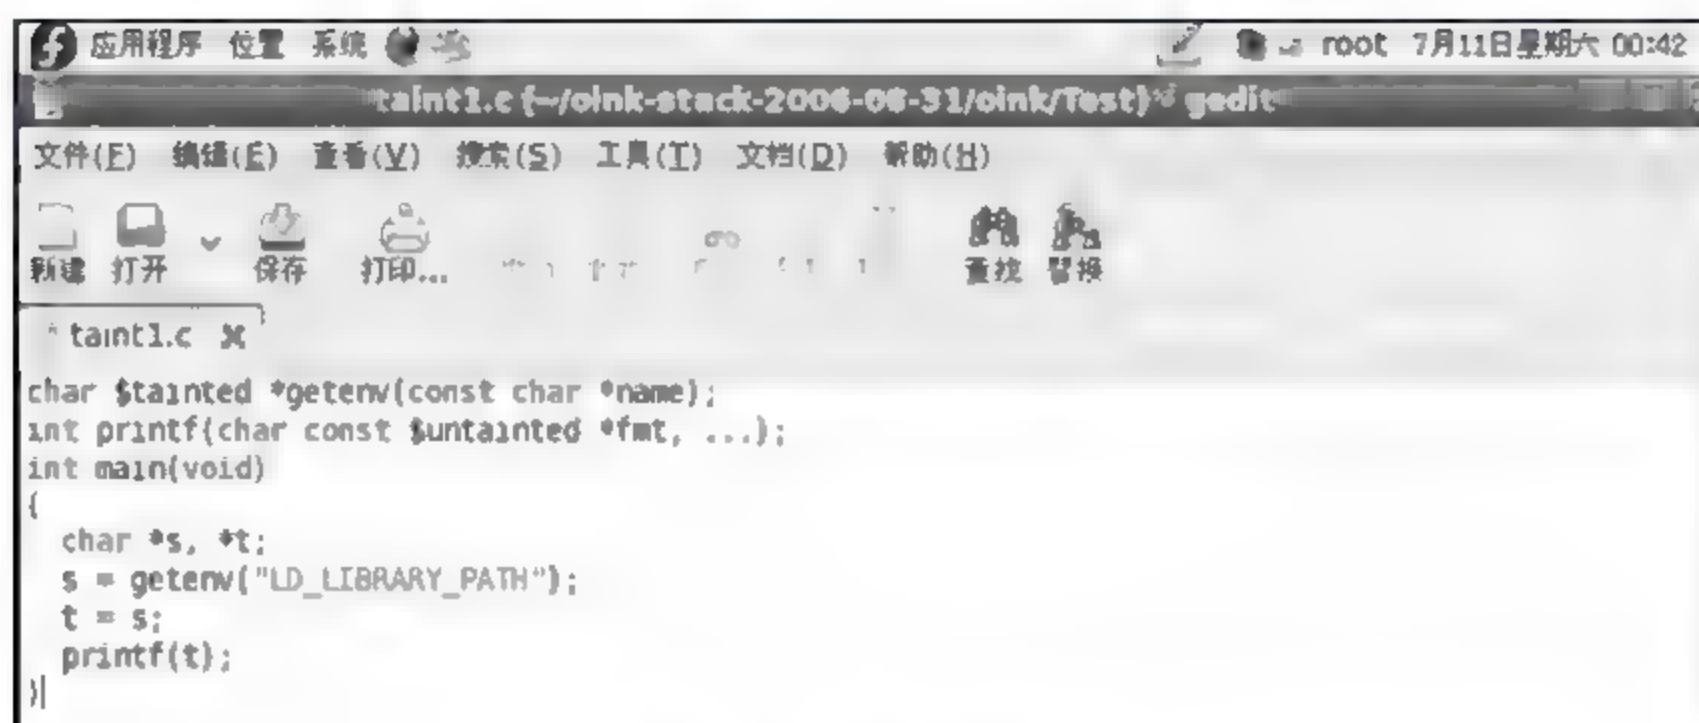 应用程序 位置 系统 root 7月11日星期六 00:42
taint1.c (~/oink-stack-2006-08-31/oink/Test) gedit
文件(F) 编辑(E) 查看(V) 搜索(S) 工具(T) 文档(D) 帮助(H)
新建 打开 保存 打印... 查找 替换
* taint1.c
char $tainted *getenv(const char *name);
int printf(char const $untainted *fmt, ...);
int main(void)
{
char *s, *t;
s = getenv("LD_LIBRARY_PATH");
t = s;
printf(t);
}